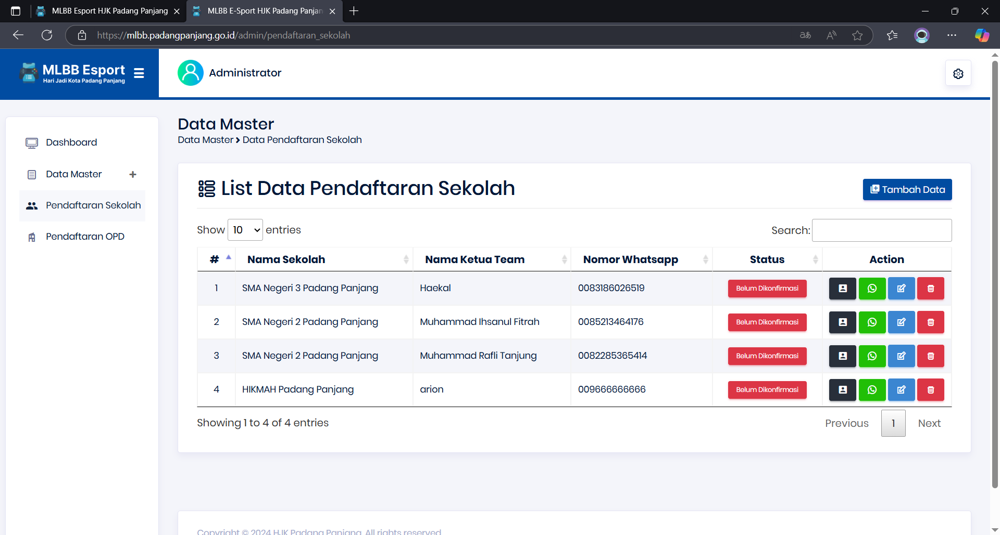 MLBB Esport HJK Padang Panjang
MLBB E-Sport HJK Padang Panjan
https://mlbb.padangpanjang.go.id/admin/pendaftaran_sekolah
MLBB Esport
Hari Jadi Kota Padang Panjang
Administrator
Dashboard
Data Master
Pendaftaran Sekolah
Pendaftaran OPD
Data Master
Data Master > Data Pendaftaran Sekolah
List Data Pendaftaran Sekolah
Tambah Data
Show 10 entries
Search:
# Nama Sekolah Nama Ketua Team Nomor Whatsapp Status Action
1 SMA Negeri 3 Padang Panjang Haekal 0083186026519 Belum Dikonfirmasi
2 SMA Negeri 2 Padang Panjang Muhammad Ihsanul Fitrah 0085213464176 Belum Dikonfirmasi
3 SMA Negeri 2 Padang Panjang Muhammad Rafli Tanjung 0082285365414 Belum Dikonfirmasi
4 HIKMAH Padang Panjang arion 009666666666 Belum Dikonfirmasi
Showing 1 to 4 of 4 entries
Previous 1 Next
Copyright © 2024 HJK Padang Panjang. All rights reserved